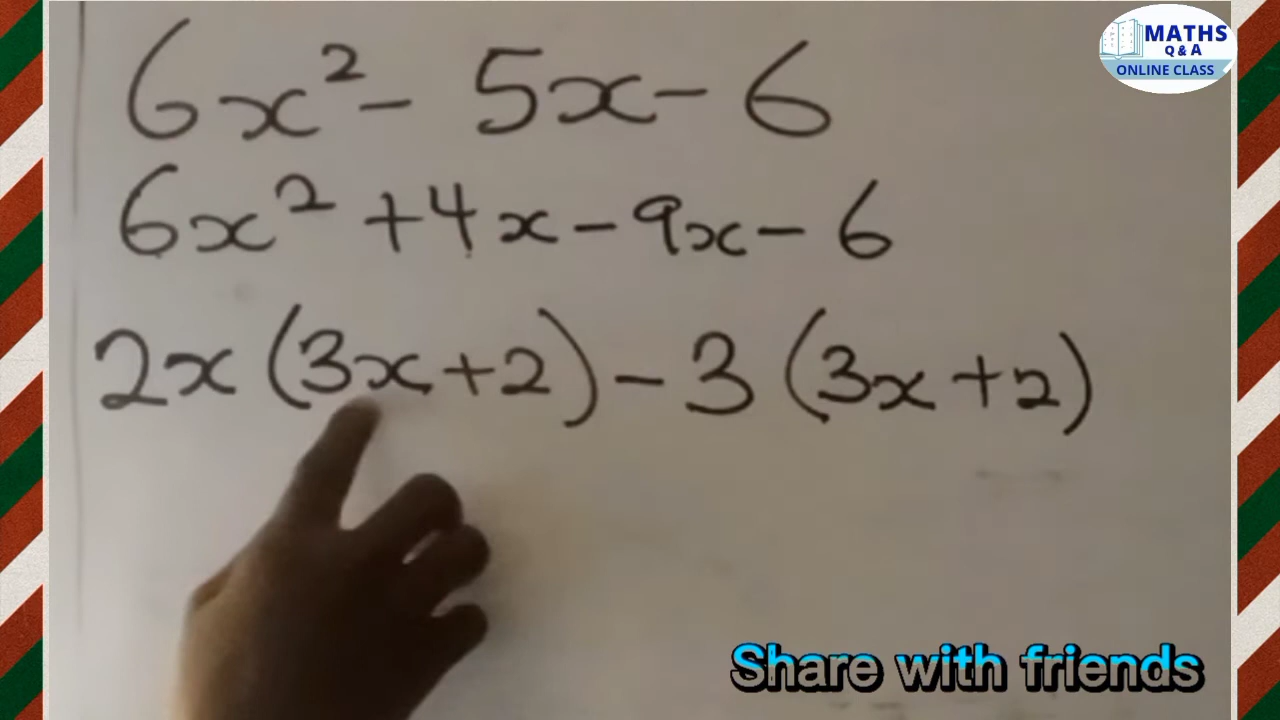 MATHS
Q & A
ONLINE CLASS
6x² - 5x - 6
6x² + 4x - 9x - 6
2x (3x + 2) - 3 (3x + 2)
Share with friends